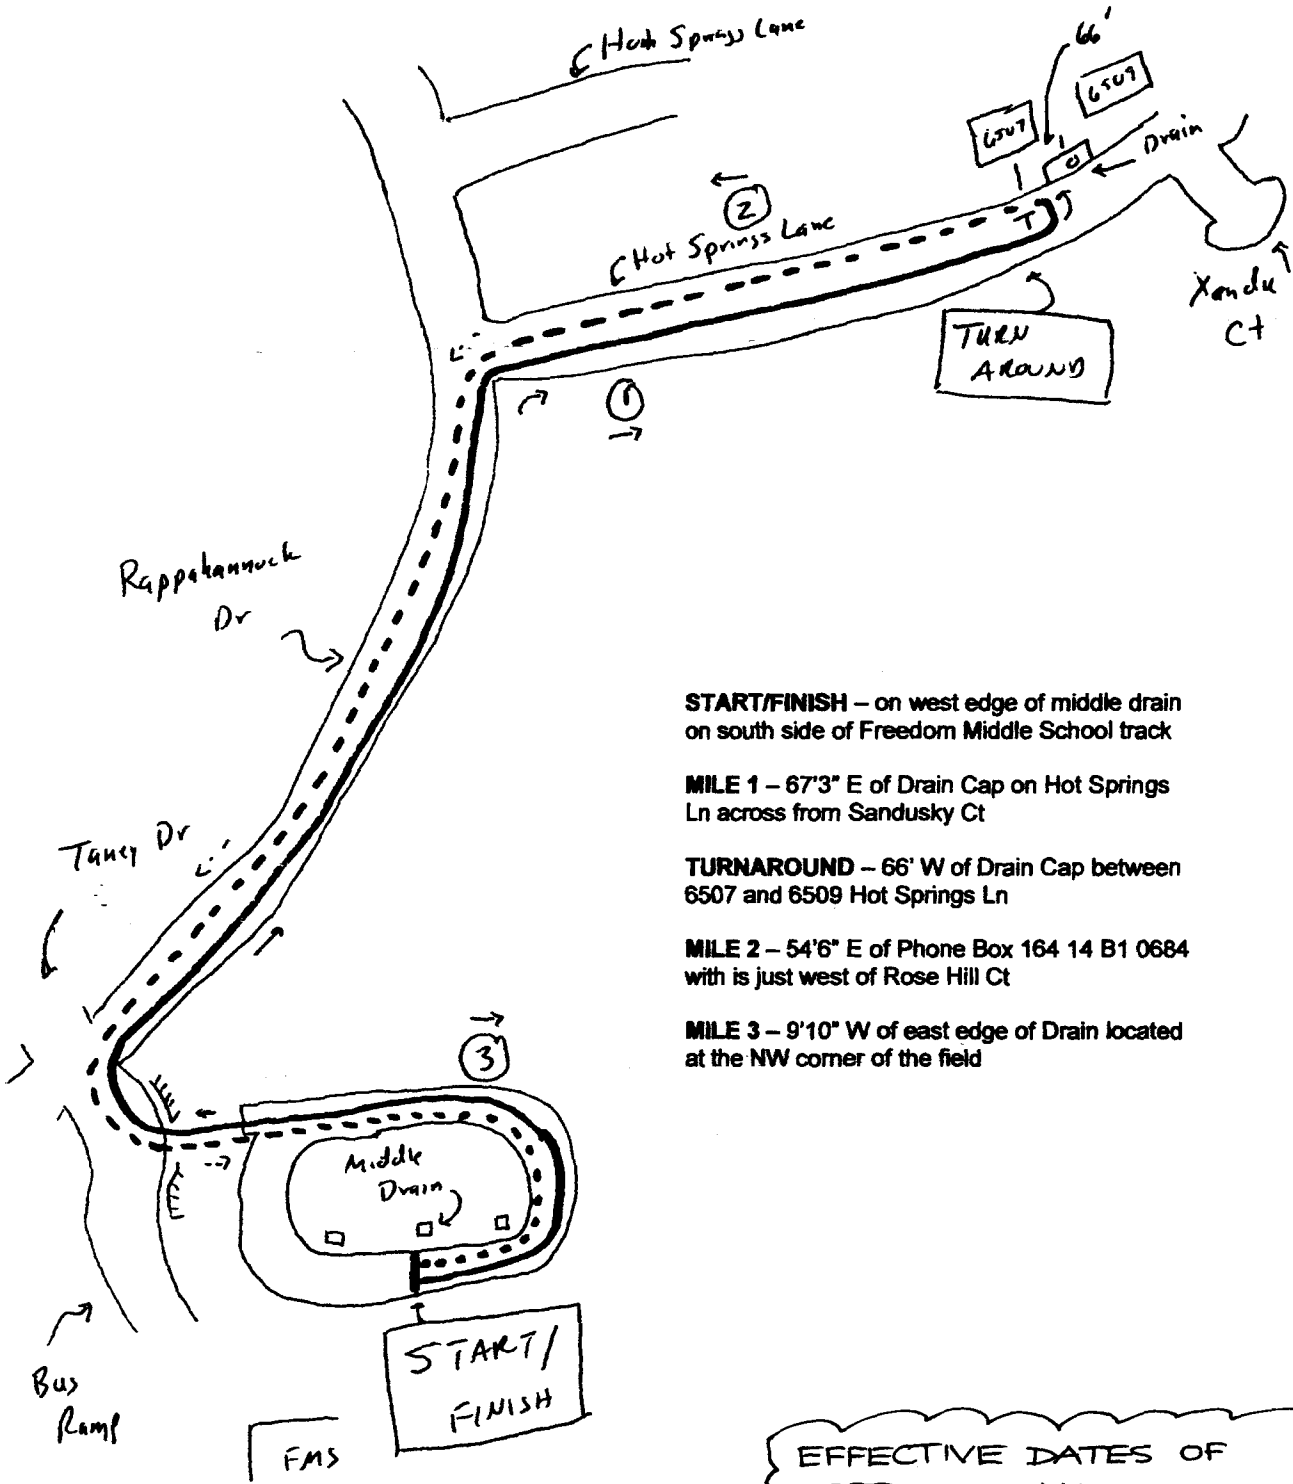 Hot Springs Lane
66'
6509
6507
Drain
2
Hot Springs Lane
T
Xandu
Ct
TURN
AROUND
1
Rappahannock
Dr
START/FINISH – on west edge of middle drain
on south side of Freedom Middle School track
MILE 1 – 67'3" E of Drain Cap on Hot Springs
Ln across from Sandusky Ct
Taney Dr
TURNAROUND – 66' W of Drain Cap between
6507 and 6509 Hot Springs Ln
MILE 2 – 54'6" E of Phone Box 164 14 B1 0684
with is just west of Rose Hill Ct
MILE 3 – 9'10" W of east edge of Drain located
at the NW corner of the field
3
Middle
Drain
START/
FINISH
Bus
Ramp
FMS
EFFECTIVE DATES OF